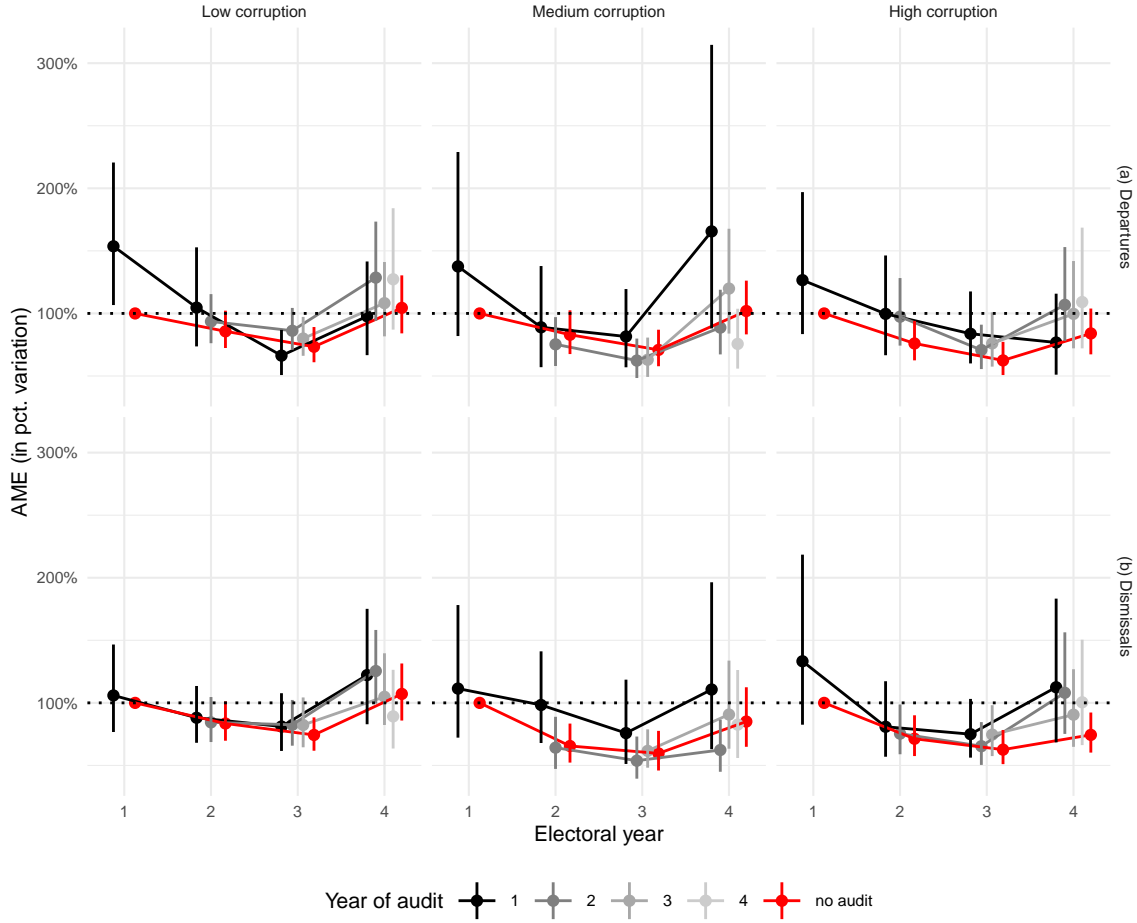 Low corruption
Medium corruption
High corruption
300%
200%
100%
(a) Departures
300%
200%
100%
(b) Dismissals
AME (in pct. variation)
1 2 3 4
1 2 3 4
1 2 3 4
Electoral year
Year of audit 1 2 3 4 no audit